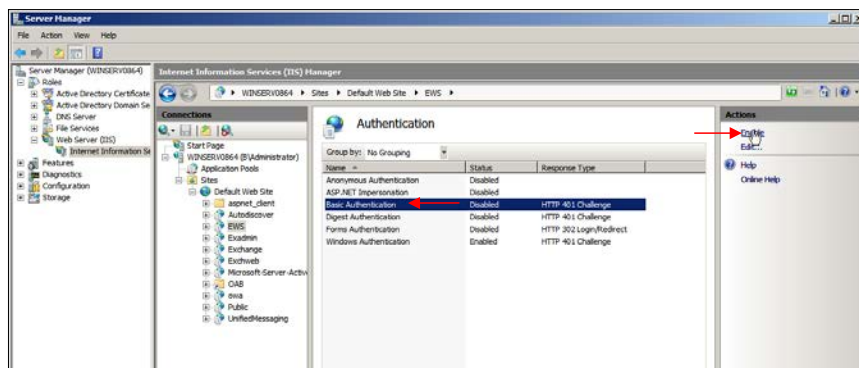 Server Manager
File Action View Help
Server Manager (WINSERV0864)
Roles
Active Directory Certificate
Active Directory Domain Se
DNS Server
File Services
Web Server (IIS)
Internet Information Se
Features
Diagnostics
Configuration
Storage
Internet Information Services (IIS) Manager
WINSERV0864 Sites Default Web Site EWS
Connections
Start Page
WINSERV0864 (B\Administrator)
Application Pools
Sites
Default Web Site
aspnet_client
Autodiscover
EWS
Exadmin
Exchange
Exchweb
Microsoft-Server-Activ
OAB
owa
Public
UnifiedMessaging
Authentication
Group by: No Grouping
Name Status Response Type
Anonymous Authentication Disabled
ASP.NET Impersonation Disabled
Basic Authentication Disabled HTTP 401 Challenge
Digest Authentication Disabled HTTP 401 Challenge
Forms Authentication Disabled HTTP 302 Login/Redirect
Windows Authentication Enabled HTTP 401 Challenge
Actions
Enable
Edit...
Help
Online Help